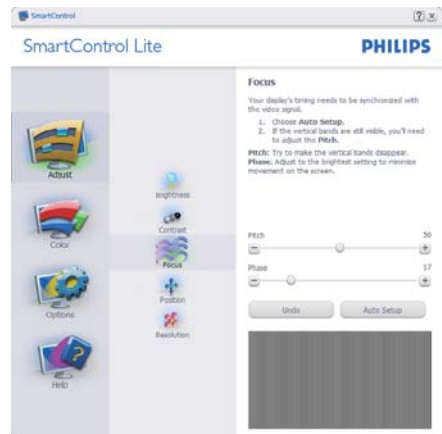 SmartControl
SmartControl Lite
PHILIPS
Adjust
Color
Options
Help
Brightness
Contrast
Focus
Position
Resolution
Focus
Your display's timing needs to be synchronized with
the video signal.
1. Choose Auto Setup.
2. If the vertical bands are still visible, you'll need
to adjust the Pitch.
Pitch: Try to make the vertical bands disappear.
Phase: Adjust to the brightest setting to minimize
movement on the screen.
Pitch 50
Phase 17
Undo Auto Setup